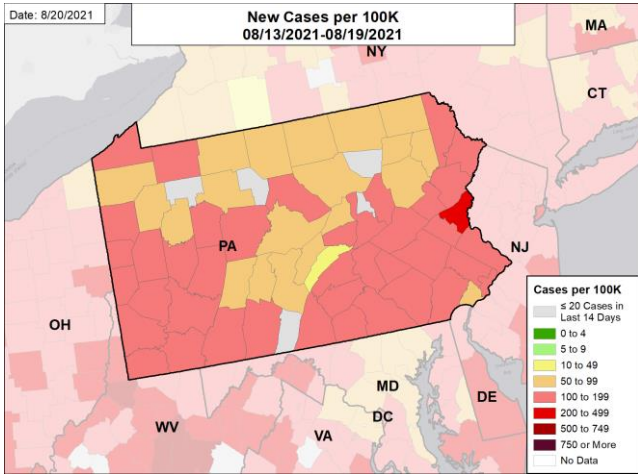 Date: 8/20/2021
New Cases per 100K
08/13/2021-08/19/2021
NY
MA
CT
PA
NJ
OH
MD
DE
WV
DC
VA
Cases per 100K
≤ 20 Cases in
Last 14 Days
0 to 4
5 to 9
10 to 49
50 to 99
100 to 199
200 to 499
500 to 749
750 or More
No Data